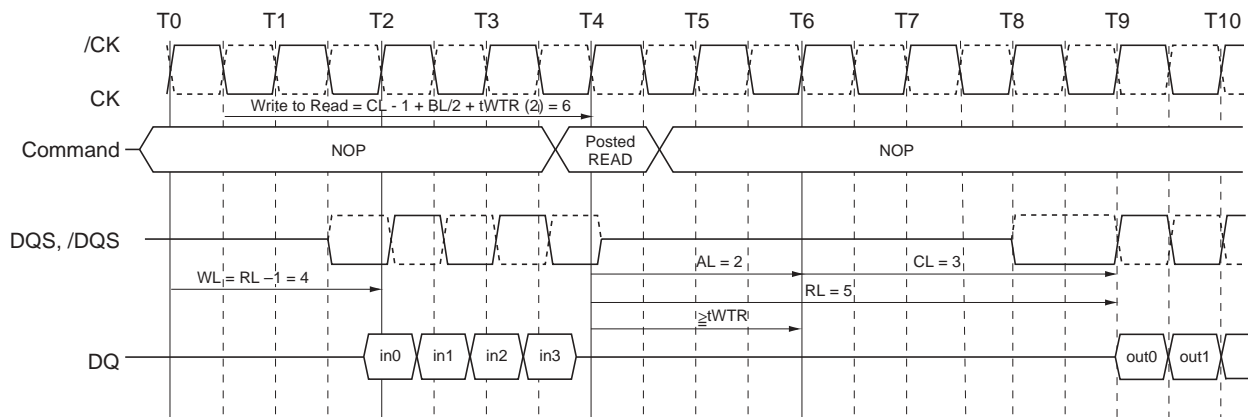 T0 T1 T2 T3 T4 T5 T6 T7 T8 T9 T10
/CK
CK
Write to Read = CL - 1 + BL/2 + tWTR (2) = 6
Command NOP Posted READ NOP
DQS, /DQS
AL = 2 CL = 3
WL = RL –1 = 4
RL = 5
≧tWTR
DQ in0 in1 in2 in3 out0 out1